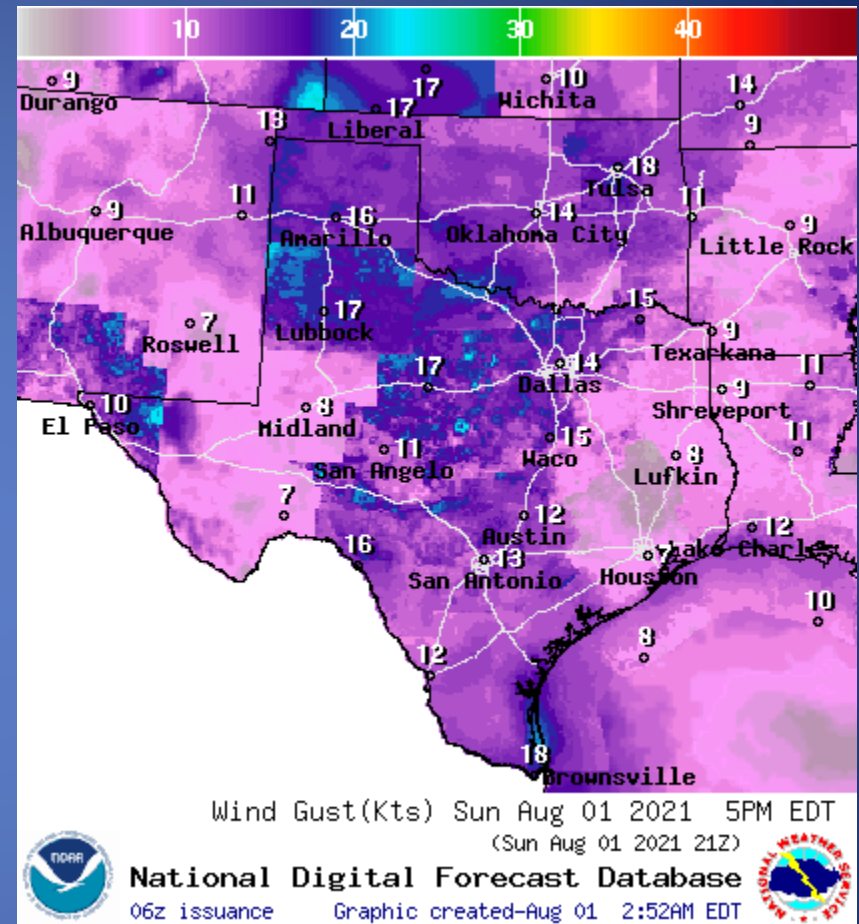 10 20 30 40
9 17 10 14
Durango Wichita
17
13 Liberal 9
18
Tulsa
9 11 16 14 11 9
Albuquerque Amarillo Oklahoma City Little Rock
7 17 15
Roswell Lubbock Texarkana 9
17 14 11
Dallas 9
10 8 Shreveport
El Paso Midland
11 15 8 11
San Angelo Waco Lufkin
7 12 12
Austin
16 13
San Antonio Houston
10
8
12
18
Brownsville
Wind Gust(Kts) Sun Aug 01 2021 5PM EDT
(Sun Aug 01 2021 21Z)
NOAA
NATIONAL WEATHER SERVICE
National Digital Forecast Database
06z issuance Graphic created-Aug 01 2:52AM EDT